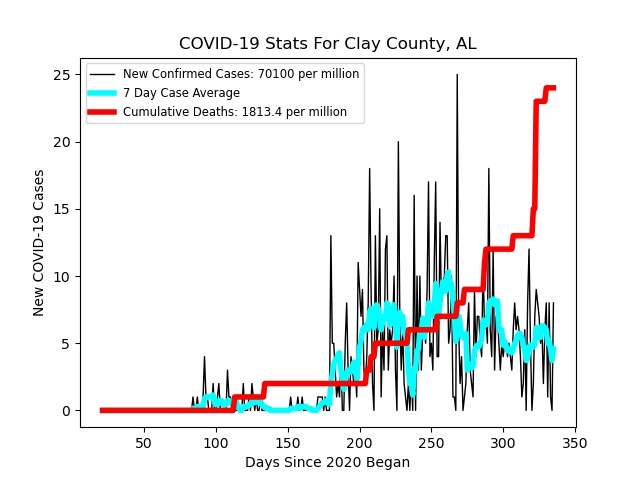 COVID-19 Stats For Clay County, AL
New Confirmed Cases: 70100 per million
7 Day Case Average
Cumulative Deaths: 1813.4 per million
New COVID-19 Cases
25
20
15
10
5
0
50 100 150 200 250 300 350
Days Since 2020 Began